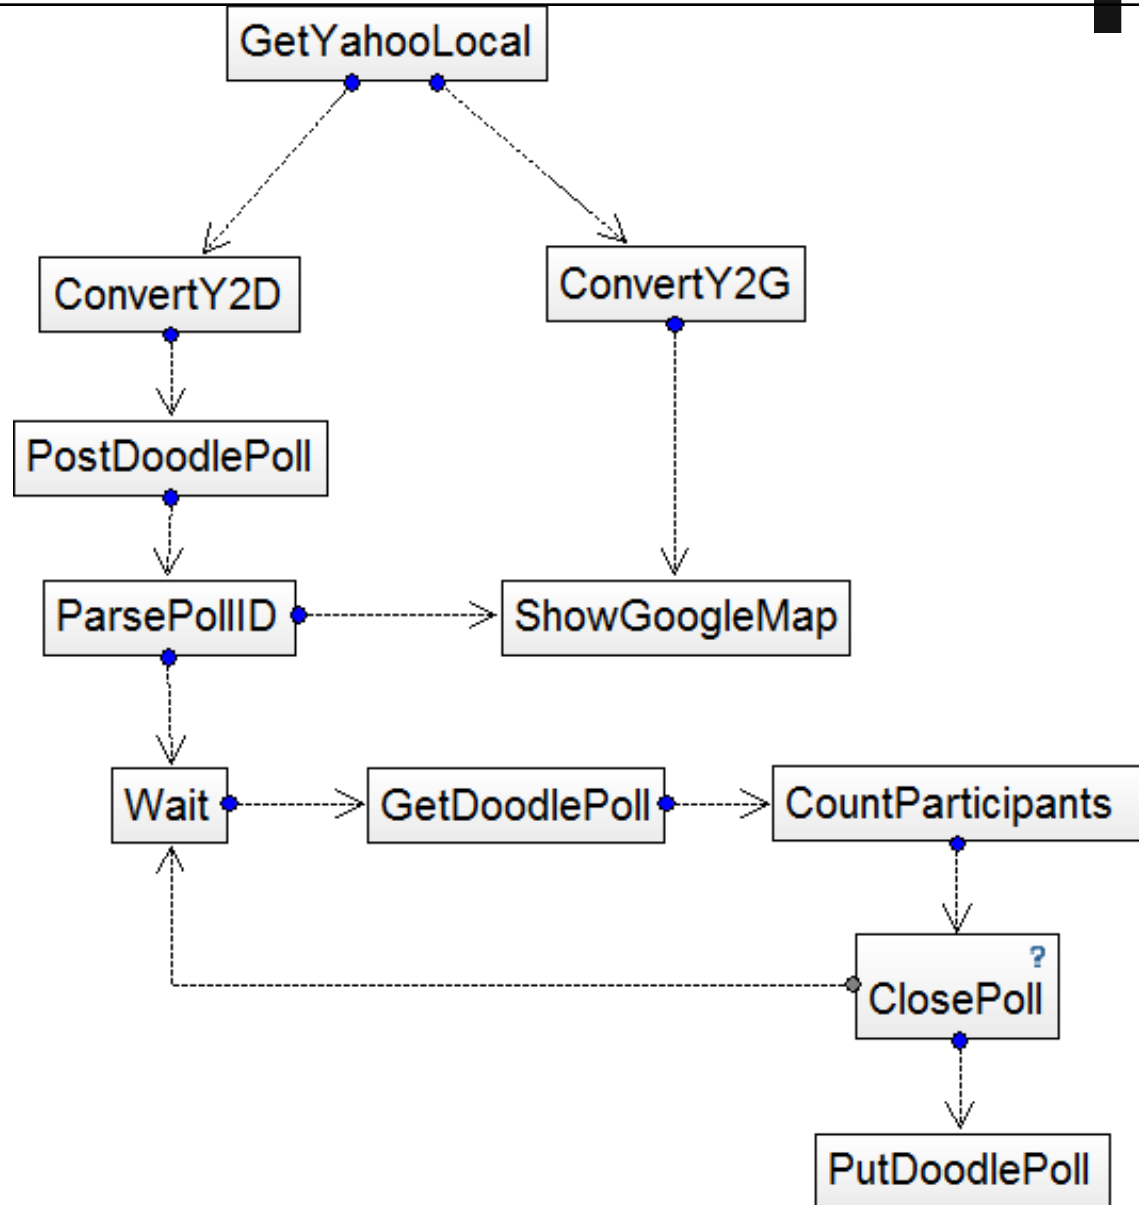 GetYahooLocal
ConvertY2D
ConvertY2G
PostDoodlePoll
ParsePollID
ShowGoogleMap
Wait
GetDoodlePoll
CountParticipants
?
ClosePoll
PutDoodlePoll